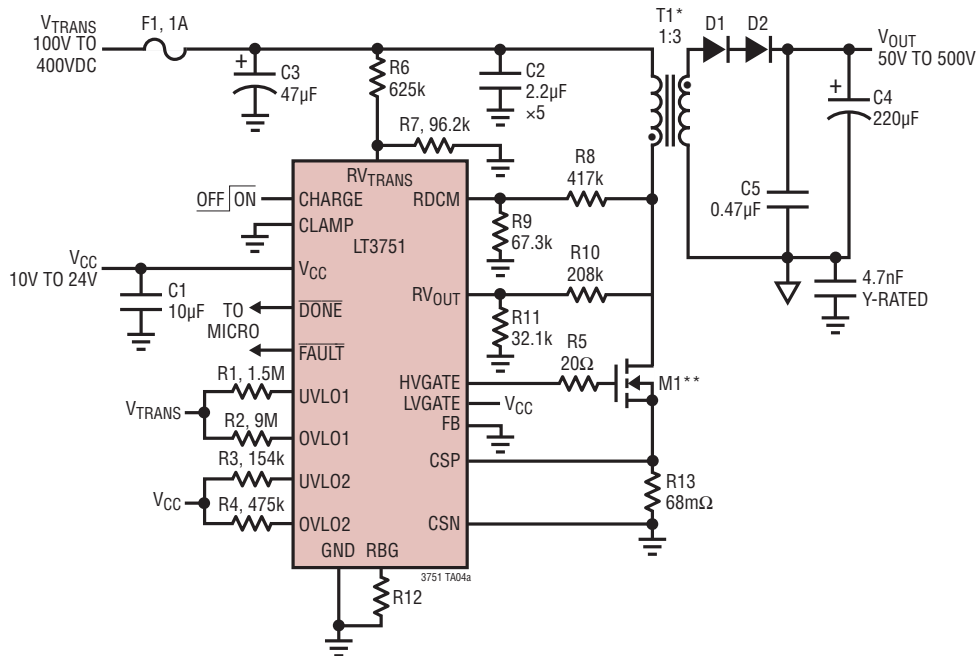 VTRANS
100V TO
400VDC
F1, 1A
C3
47µF
R6
625k
C2
2.2µF
×5
R7, 96.2k
T1*
1:3
D1
D2
VOUT
50V TO 500V
C4
220µF
C5
0.47µF
4.7nF
Y-RATED
OFF ON
RVTRANS
CHARGE
CLAMP
LT3751
VCC
DONE
FAULT
UVLO1
OVLO1
UVLO2
OVLO2
GND
RBG
RDCM
RVOUT
HVGATE
LVGATE
FB
CSP
CSN
VCC
10V TO 24V
C1
10µF
TO
MICRO
R1, 1.5M
VTRANS
R2, 9M
R3, 154k
VCC
R4, 475k
R8
417k
R9
67.3k
R10
208k
R11
32.1k
R5
20Ω
M1**
VCC
R13
68mΩ
3751 TA04a
R12
+
+